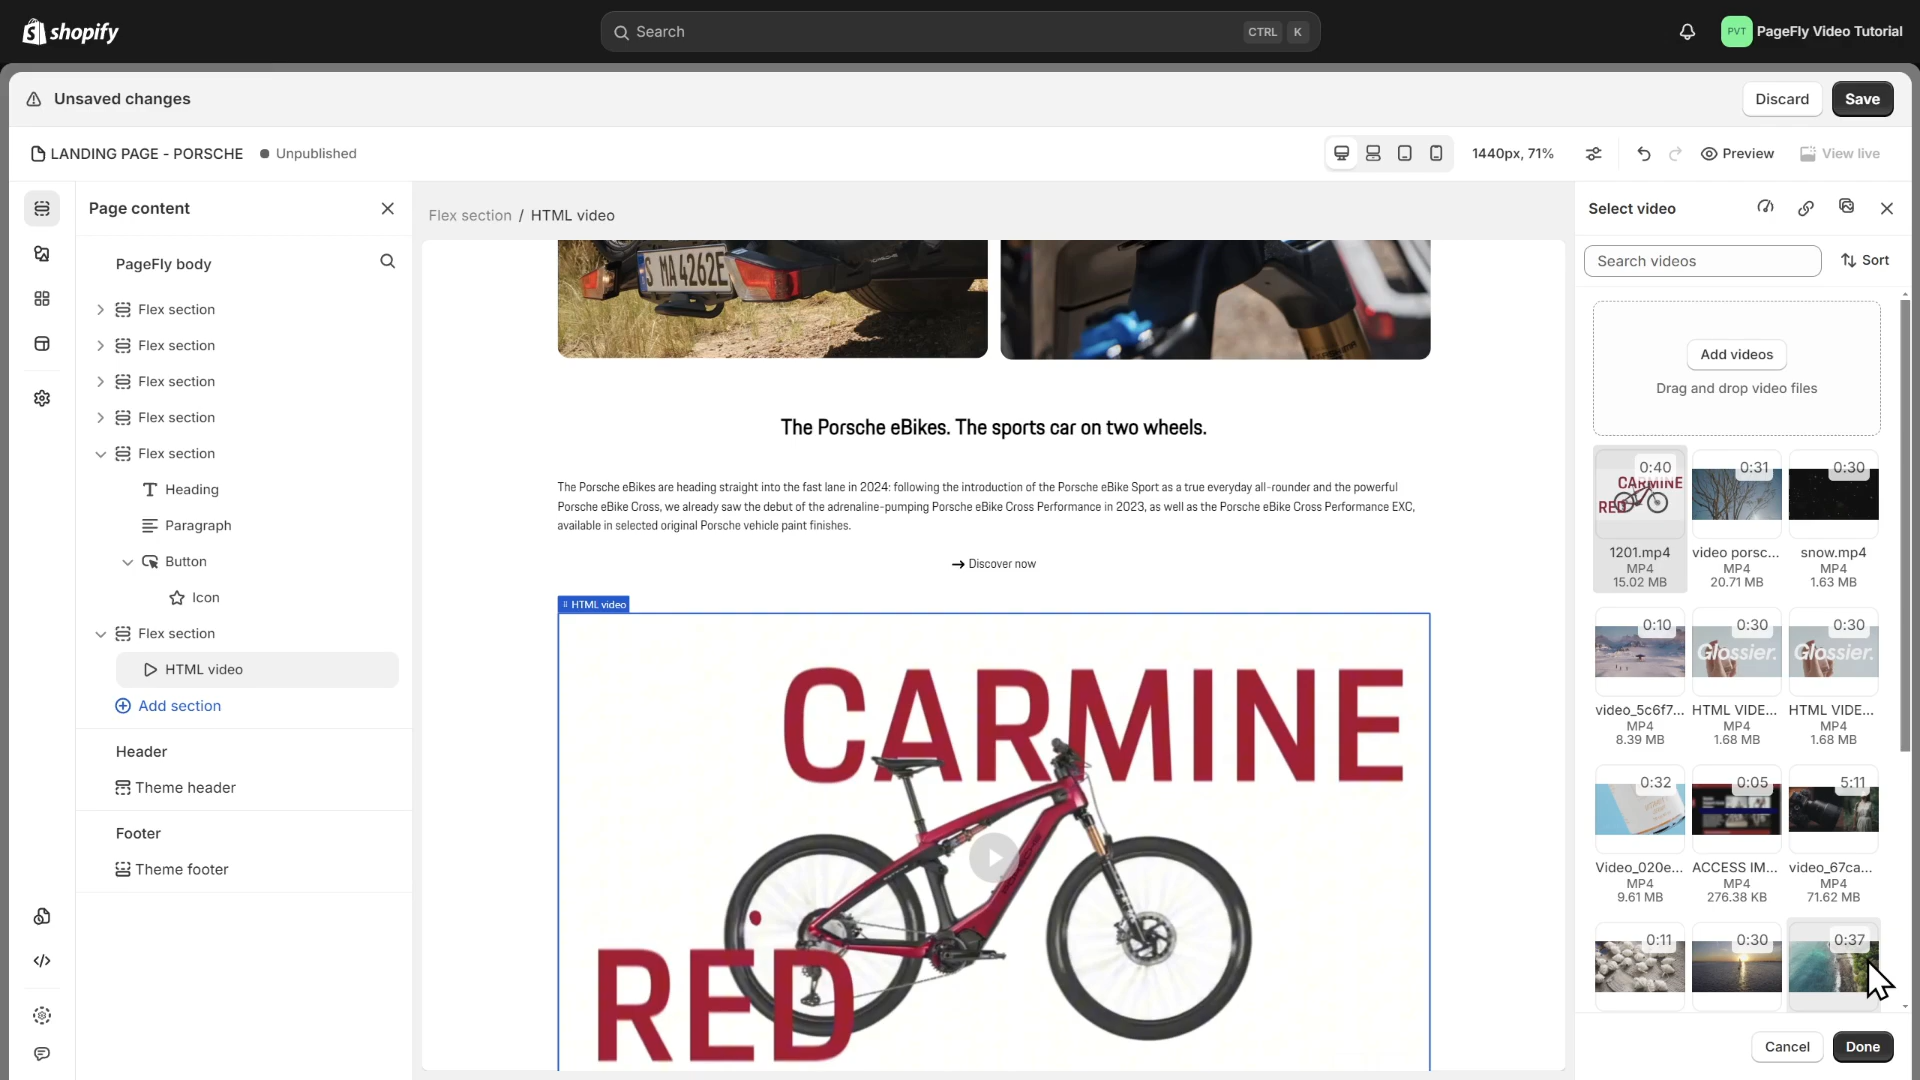 shopify
Search
CTRL
K
PVT
PageFly Video Tutorial
Unsaved changes
Discard
Save
LANDING PAGE - PORSCHE
Unpublished
1440px, 71%
Preview
View live
Page content
PageFly body
Flex section
Flex section
Flex section
Flex section
Flex section
Heading
Paragraph
Button
Icon
Flex section
HTML video
Add section
Header
Theme header
Footer
Theme footer
Flex section / HTML video
S MA 4262E
The Porsche eBikes. The sports car on two wheels.
The Porsche eBikes are heading straight into the fast lane in 2024: following the introduction of the Porsche eBike Sport as a true everyday all-rounder and the powerful
Porsche eBike Cross, we already saw the debut of the adrenaline-pumping Porsche eBike Cross Performance in 2023, as well as the Porsche eBike Cross Performance EXC,
available in selected original Porsche vehicle paint finishes.
Discover now
HTML video
CARMINE
RED
Select video
Search videos
Sort
Add videos
Drag and drop video files
0:40
0:31
0:30
CARMINE
RED
1201.mp4
video porsc...
snow.mp4
MP4
MP4
MP4
15.02 MB
20.71 MB
1.63 MB
0:10
0:30
0:30
Glossier.
Glossier.
video_5c6f7...
HTML VIDE...
HTML VIDE...
MP4
MP4
MP4
8.39 MB
1.68 MB
1.68 MB
0:32
0:05
5:11
Video_020e...
ACCESS IM...
video_67ca...
MP4
MP4
MP4
9.61 MB
276.38 KB
71.62 MB
0:11
0:30
0:37
Cancel
Done